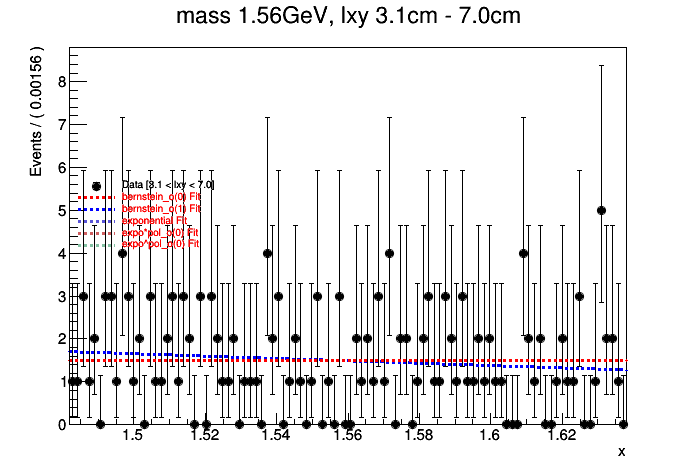 mass 1.56GeV, lxy 3.1cm - 7.0cm
Events / ( 0.00156 )
8
7
6
5
4
3
2
1
0
Data [3.1 < lxy < 7.0]
bernstein_o(0) Fit
bernstein_o(1) Fit
exponential Fit
expo*pol_o(0) Fit
expo^pol_o(0) Fit
1.5 1.52 1.54 1.56 1.58 1.6 1.62
x